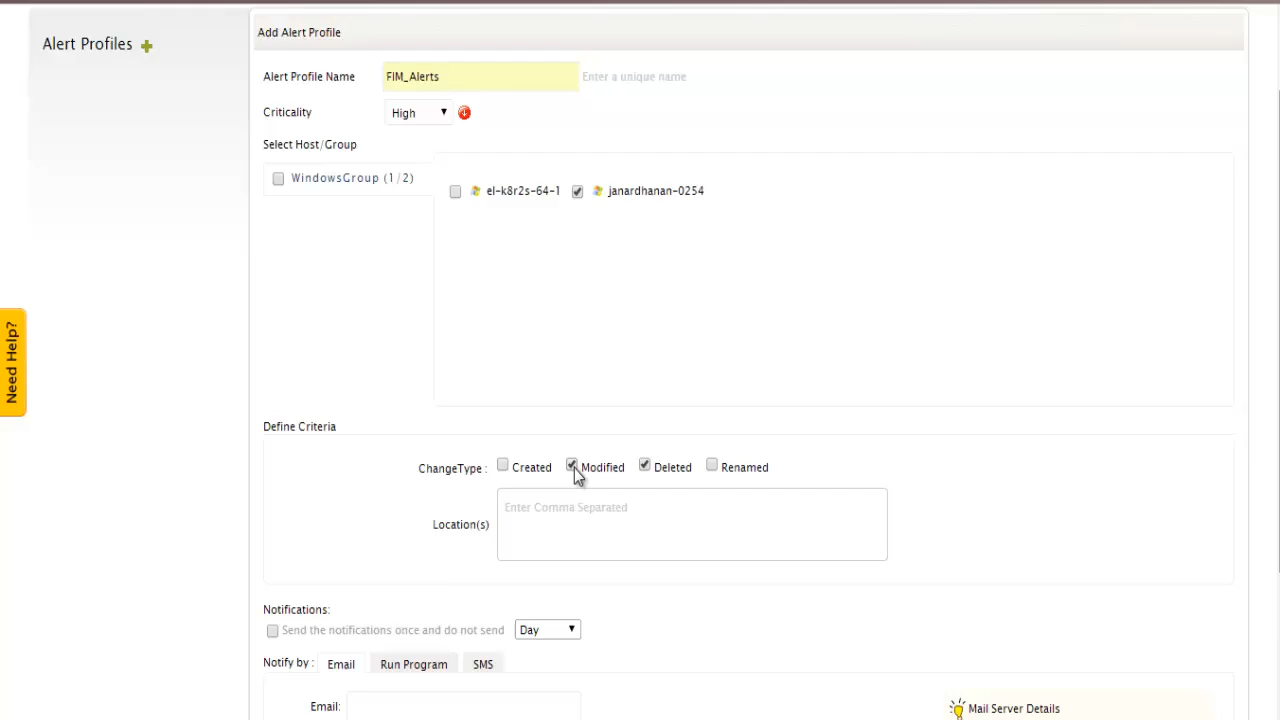 Alert Profiles
Add Alert Profile
Alert Profile Name FIM_Alerts Enter a unique name
Criticality High
Select Host/Group
WindowsGroup (1/2) el-k8r2s-64-1 janardhanan-0254
Need Help?
Define Criteria
ChangeType : Created Modified Deleted Renamed
Enter Comma Separated
Location(s)
Notifications:
Send the notifications once and do not send Day
Notify by : Email Run Program SMS
Email: Mail Server Details